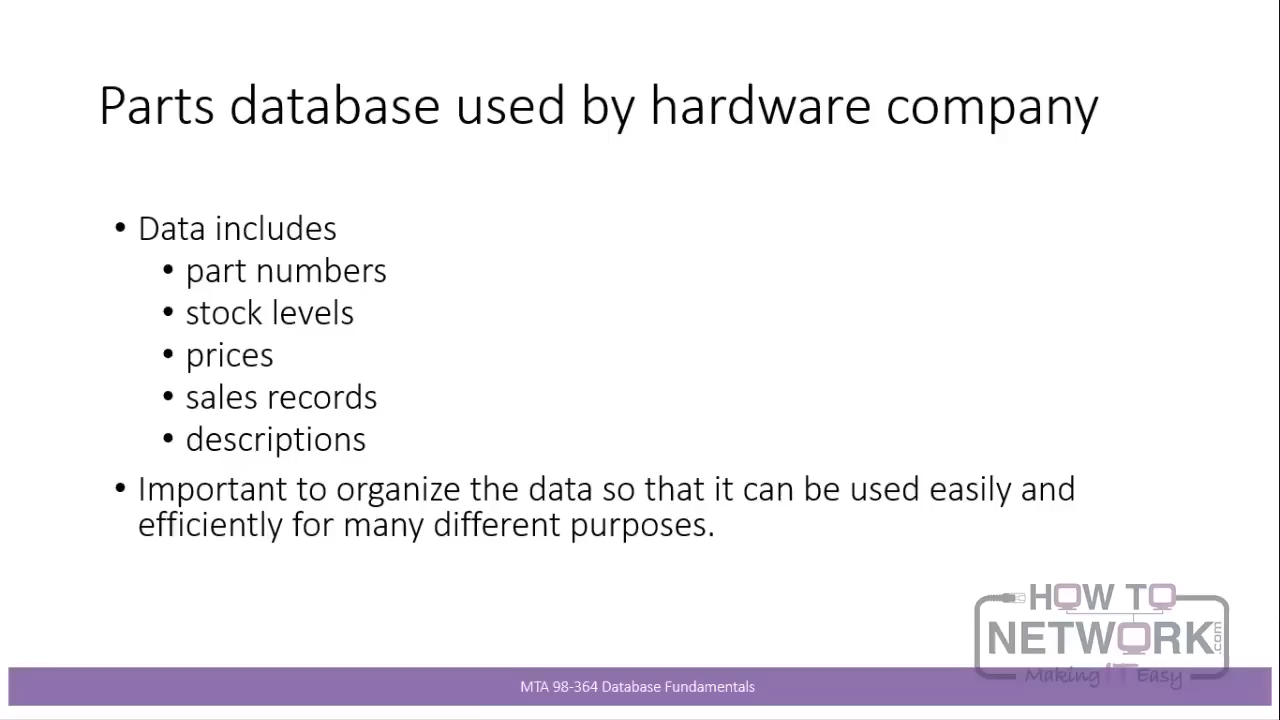 Parts database used by hardware company
• Data includes
• part numbers
• stock levels
• prices
• sales records
• descriptions
• Important to organize the data so that it can be used easily and
efficiently for many different purposes.
HOW TO
NETWORK.com
Making IT Easy
MTA 98-364 Database Fundamentals